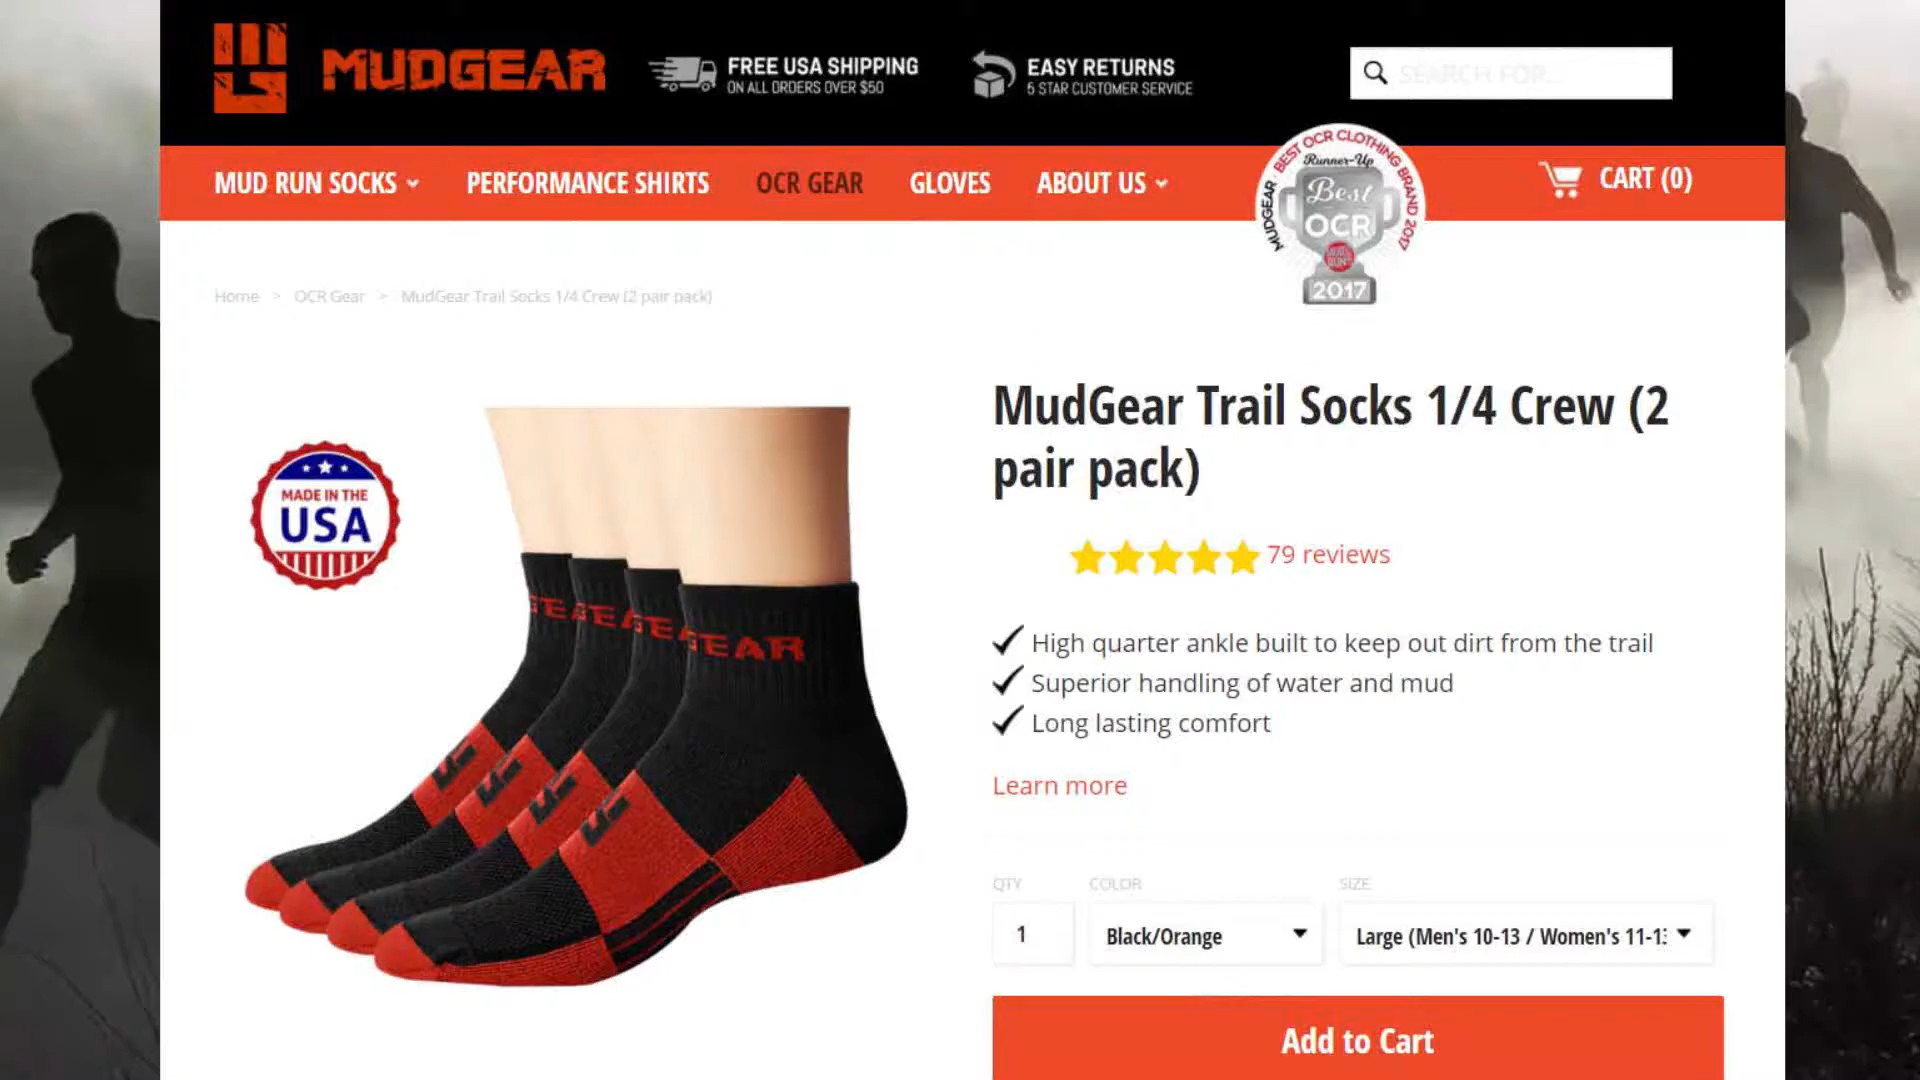 MUDGEAR
FREE USA SHIPPING
ON ALL ORDERS OVER $50
EASY RETURNS
5 STAR CUSTOMER SERVICE
SEARCH FOR...
MUD RUN SOCKS
PERFORMANCE SHIRTS
OCR GEAR
GLOVES
ABOUT US
MUDGEAR · BEST OCR CLOTHING BRAND 2017
Runner-Up
Best
OCR
2017
CART (0)
Home > OCR Gear > MudGear Trail Socks 1/4 Crew (2 pair pack)
MADE IN THE
USA
GEAR
MudGear Trail Socks 1/4 Crew (2
pair pack)
79 reviews
High quarter ankle built to keep out dirt from the trail
Superior handling of water and mud
Long lasting comfort
Learn more
QTY
COLOR
SIZE
1
Black/Orange
Large (Men's 10-13 / Women's 11-1
Add to Cart